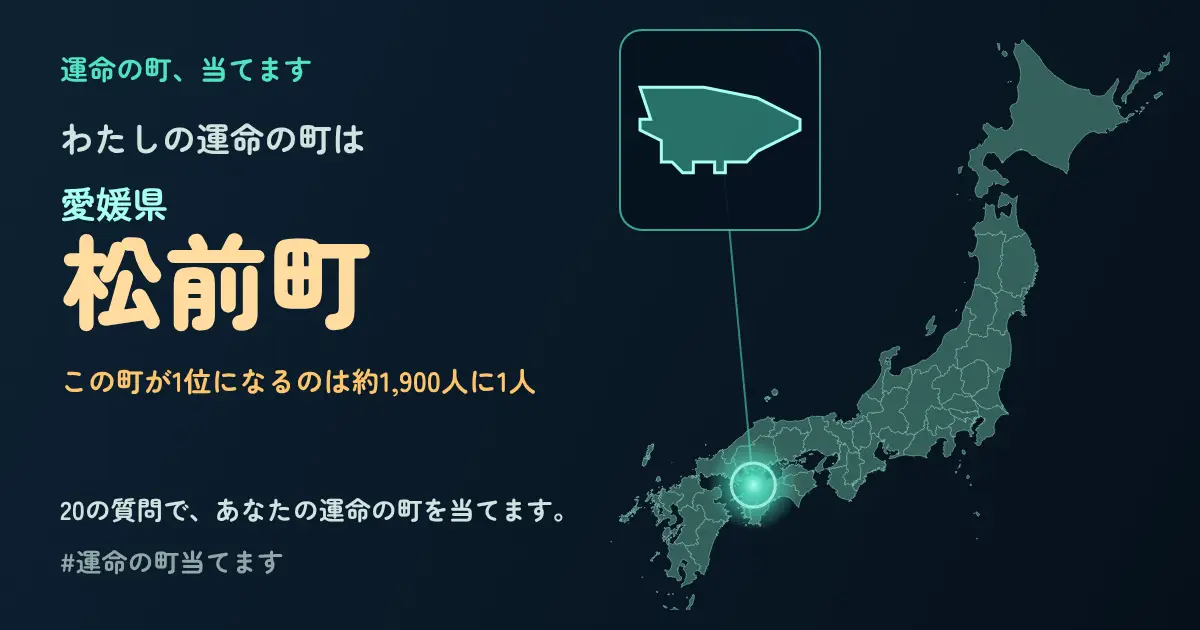 運命の町、当てます
わたしの運命の町は
愛媛県
松前町
この町が1位になるのは約1,900人に1人
20の質問で、あなたの運命の町を当てます。
#運命の町当てます